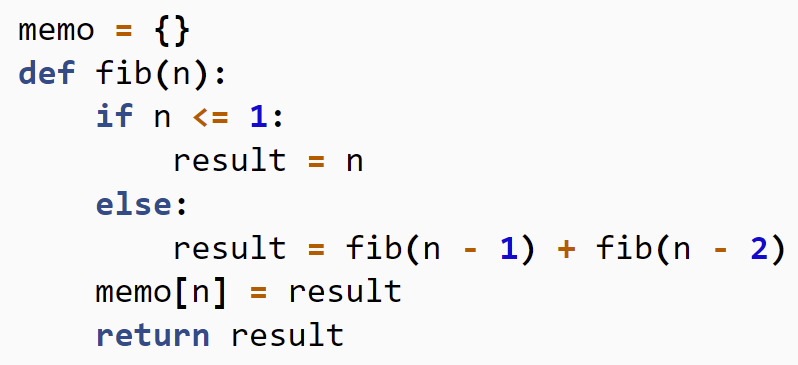 memo = {}
def fib(n):
    if n <= 1:
        result = n
    else:
        result = fib(n - 1) + fib(n - 2)
    memo[n] = result
    return result